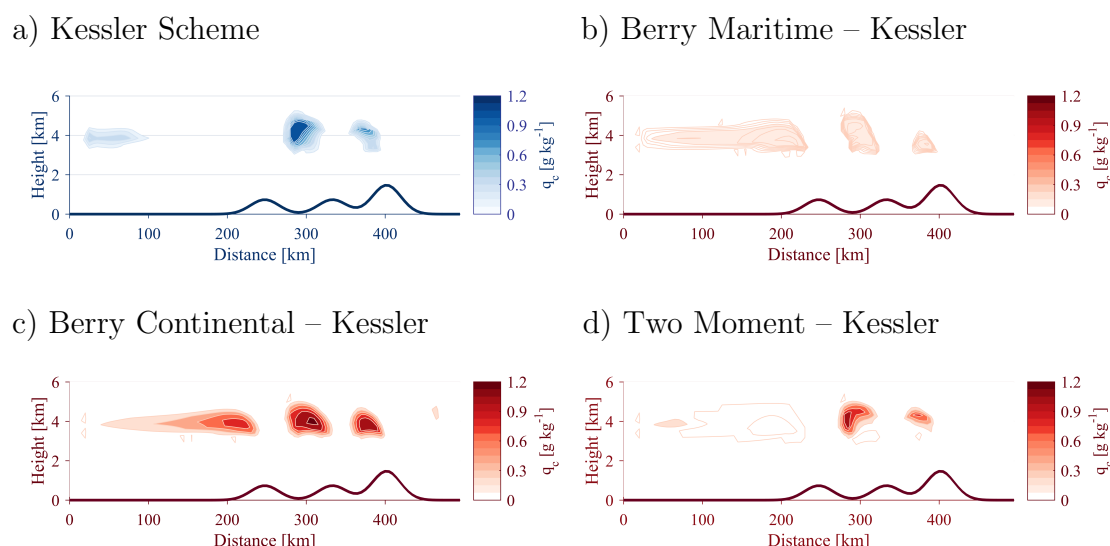 a) Kessler Scheme
b) Berry Maritime – Kessler
6
4
2
0
Height [km]
0 100 200 300 400
Distance [km]
1.2
0.9
0.6
0.3
0
q_c [g kg⁻¹]
6
4
2
0
Height [km]
0 100 200 300 400
Distance [km]
1.2
0.9
0.6
0.3
0
[g kg⁻¹]
c) Berry Continental – Kessler
d) Two Moment – Kessler
6
4
2
0
Height [km]
0 100 200 300 400
Distance [km]
1.2
0.9
0.6
0.3
0
q_c [g kg⁻¹]
6
4
2
0
Height [km]
0 100 200 300 400
Distance [km]
1.2
0.9
0.6
0.3
0
[g kg⁻¹]